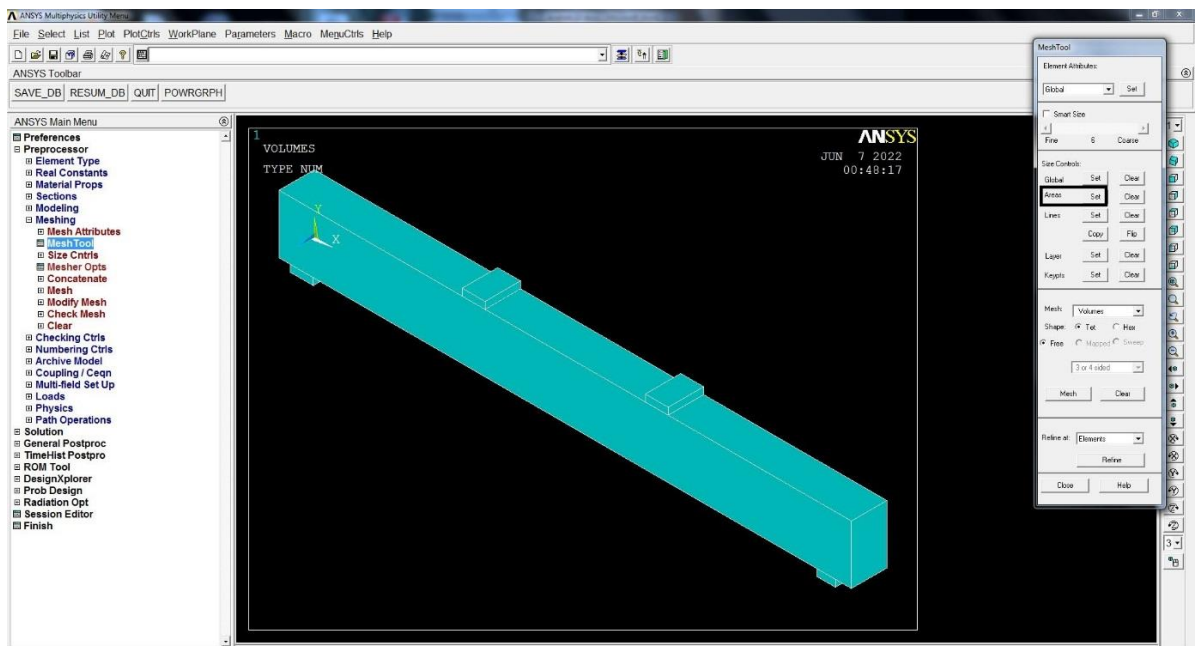 ANSYS Multiphysics Utility Menu
File Select List Plot PlotCtrls WorkPlane Parameters Macro MenuCtrls Help
ANSYS Toolbar
SAVE_DB RESUM_DB QUIT POWRGRPH
ANSYS Main Menu
Preferences
Preprocessor
Element Type
Real Constants
Material Props
Sections
Modeling
Meshing
Mesh Attributes
MeshTool
Size Cntrls
Mesher Opts
Concatenate
Mesh
Modify Mesh
Check Mesh
Clear
Checking Ctrls
Numbering Ctrls
Archive Model
Coupling / Ceqn
Multi-field Set Up
Loads
Physics
Path Operations
Solution
General Postproc
TimeHist Postpro
ROM Tool
DesignXplorer
Prob Design
Radiation Opt
Session Editor
Finish
1
VOLUMES
TYPE NUM
ANSYS
JUN 7 2022
00:48:17
Y
X
MeshTool
Element Attributes:
Global Set
Smart Size
Fine 6 Coarse
Size Controls:
Global Set Clear
Areas Set Clear
Lines Set Clear
Copy Flip
Layer Set Clear
Keypts Set Clear
Mesh: Volumes
Shape: Tet Hex
Free Mapped Sweep
3 or 4 sided
Mesh Clear
Refine at: Elements
Refine
Close Help
1
3